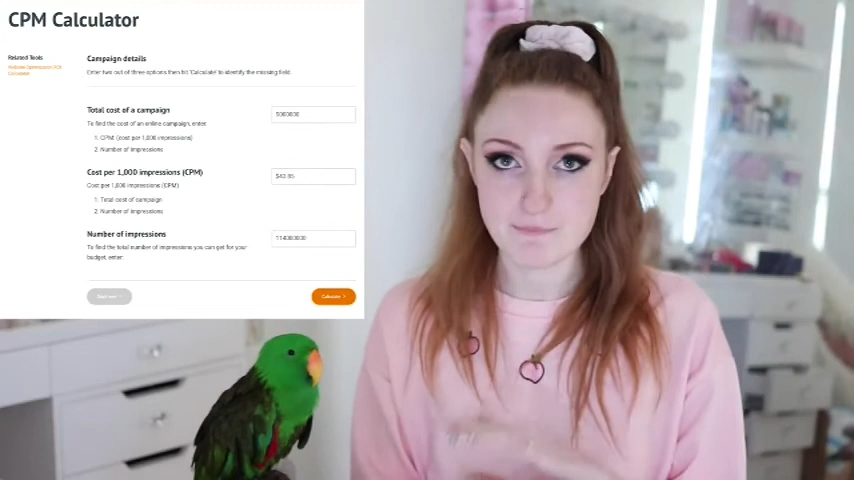 CPM Calculator
Related Tools
Calculator
Campaign details
Enter two out of three options then hit 'Calculate' to identify the missing field.
Total cost of a campaign
To find the cost of an online campaign, enter:
1. CPM (cost per 1,000 impressions)
2. Number of impressions
5000000
Cost per 1,000 impressions (CPM)
Cost per 1,000 impressions (CPM)
1. Total cost of campaign
2. Number of impressions
Number of impressions
To find the total number of impressions you can get for your
budget, enter:
Calculate >